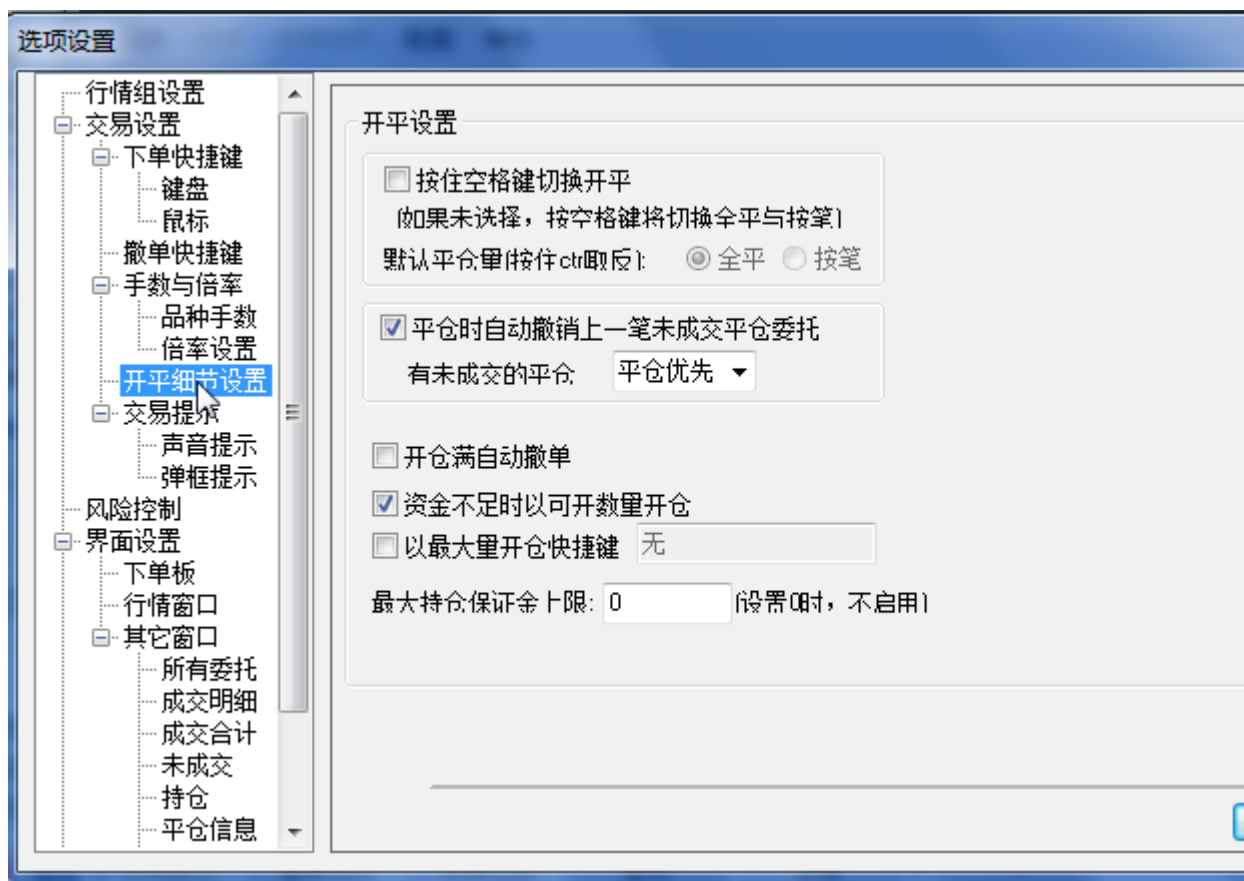 选项设置
行情组设置
交易设置
下单快捷键
键盘
鼠标
撤单快捷键
手数与倍率
品种手数
倍率设置
开平细节设置
交易提示
声音提示
弹框提示
风险控制
界面设置
下单板
行情窗口
其它窗口
所有委托
成交明细
成交合计
未成交
持仓
平仓信息
开平设置
按住空格键切换开平
(如果未选择，按空格键将切换全平与按笔)
默认平仓量(按住ctrl取反): 全平 按笔
平仓时自动撤销上一笔未成交平仓委托
有未成交的平仓 平仓优先
开仓满自动撤单
资金不足时以可开数量开仓
以最大量开仓快捷键 无
最大持仓保证金上限: 0 (设置0时，不启用)